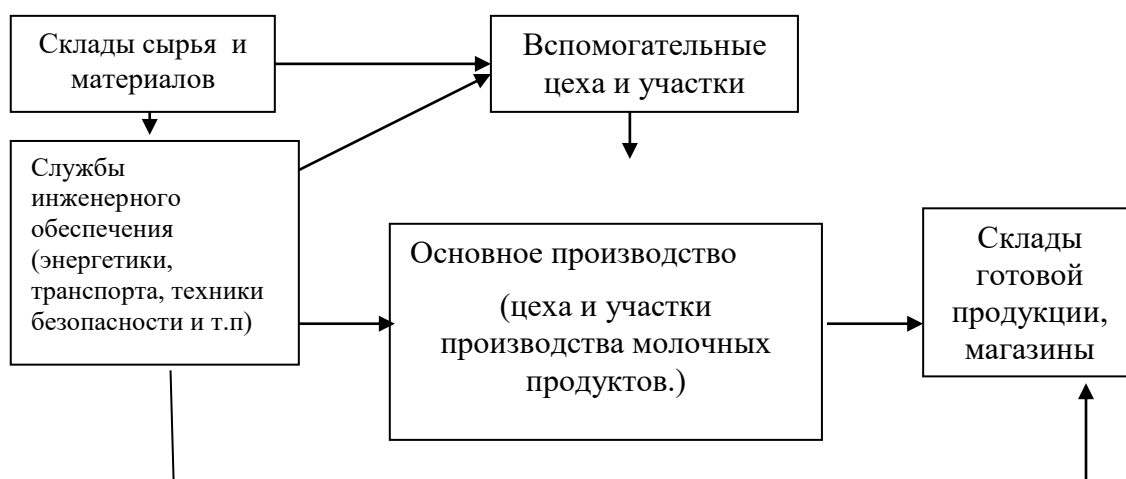 Склады сырья и
материалов
Вспомогательные
цеха и участки
Службы
инженерного
обеспечения
(энергетики,
транспорта, техники
безопасности и т.п)
Основное производство
(цеха и участки
производства молочных
продуктов.)
Склады
готовой
продукции,
магазины